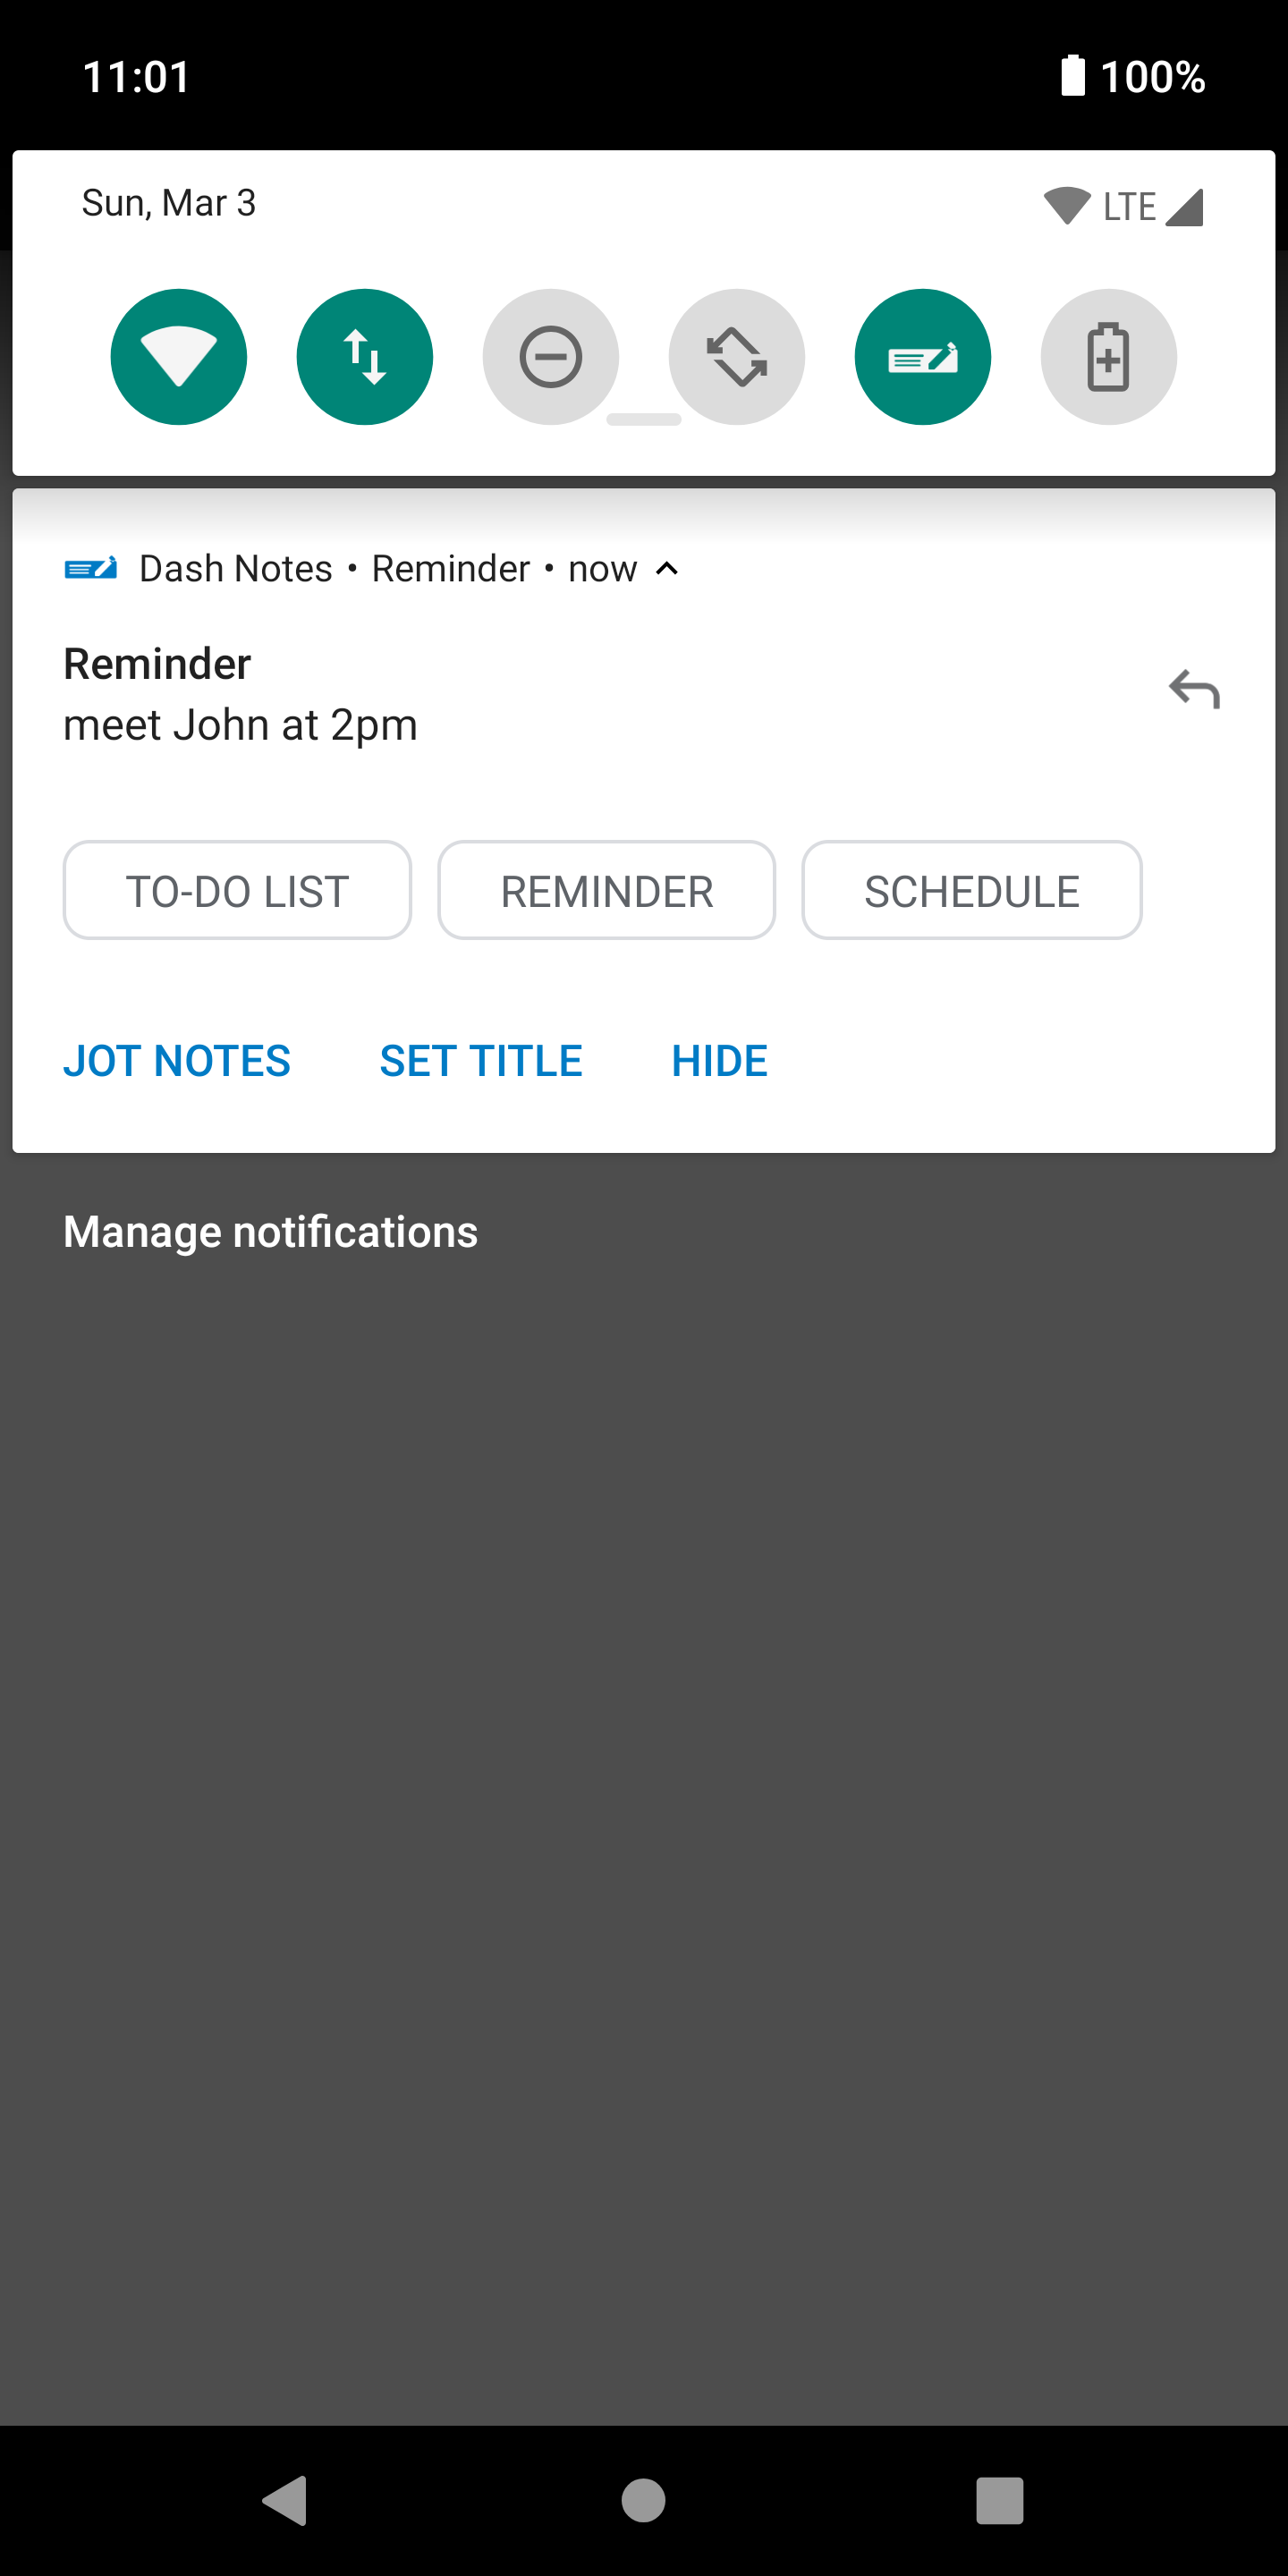 11:01 100%
Sun, Mar 3 LTE
Dash Notes • Reminder • now
Reminder
meet John at 2pm
TO-DO LIST REMINDER SCHEDULE
JOT NOTES SET TITLE HIDE
Manage notifications